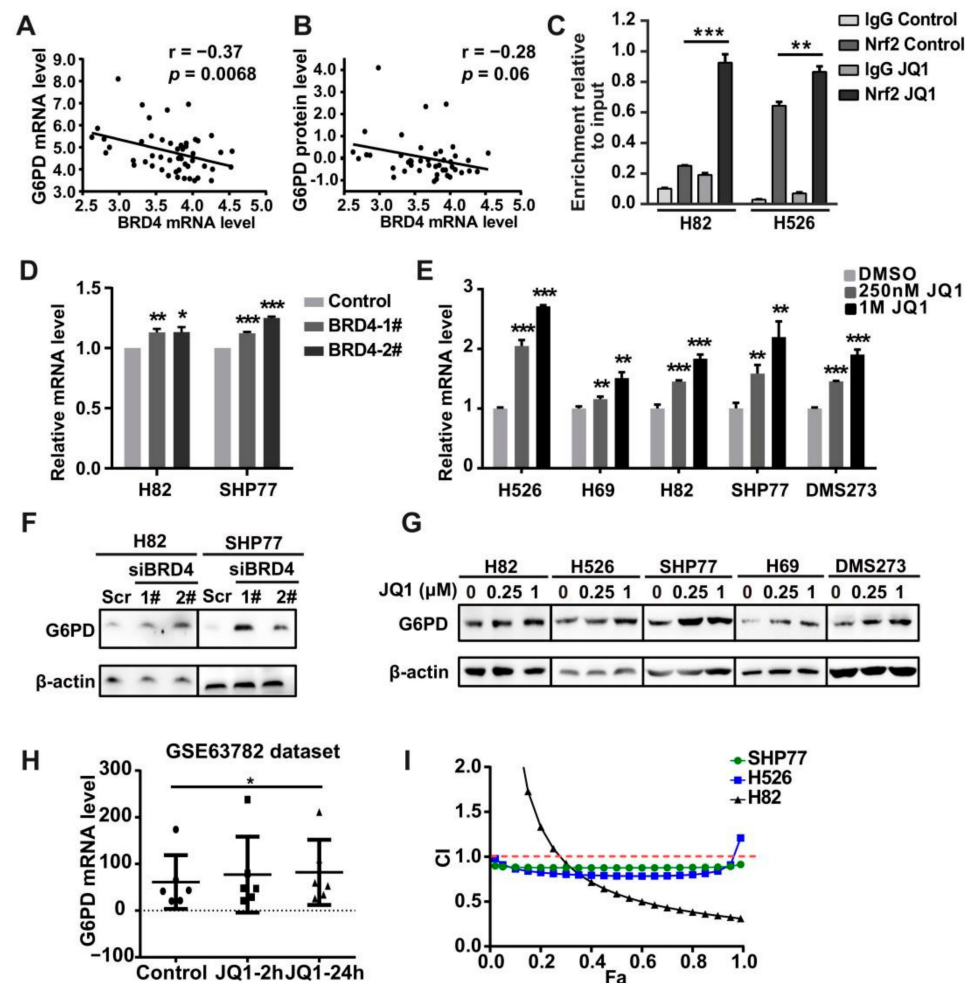 A
r = −0.37
p = 0.0068
G6PD mRNA level
9.0
8.0
7.0
6.0
5.0
4.0
3.0
2.5 3.0 3.5 4.0 4.5 5.0
BRD4 mRNA level
B
r = −0.28
p = 0.06
G6PD protein level
4.0
3.0
2.0
1.0
-0.0
-1.0
2.5 3.0 3.5 4.0 4.5 5.0
BRD4 mRNA level
C
IgG Control
Nrf2 Control
IgG JQ1
Nrf2 JQ1
*** **
Enrichment relative
to input
1.2
1.0
0.8
0.6
0.4
0.2
0.0
H82 H526
D
Control
BRD4-1#
BRD4-2#
** * *** ***
Relative mRNA level
1.5
1.0
0.5
0.0
H82 SHP77
E
DMSO
250nM JQ1
1M JQ1
*** *** ** ** *** *** ** ** *** ***
Relative mRNA level
3
2
1
0
H526 H69 H82 SHP77 DMS273
F
H82 SHP77
siBRD4 siBRD4
Scr 1# 2# Scr 1# 2#
G6PD
β-actin
G
H82 H526 SHP77 H69 DMS273
JQ1 (μM) 0 0.25 1 0 0.25 1 0 0.25 1 0 0.25 1 0 0.25 1
G6PD
β-actin
H
GSE63782 dataset
*
G6PD mRNA level
300
200
100
0
−100
Control JQ1-2h JQ1-24h
I
SHP77
H526
H82
CI
2.0
1.5
1.0
0.5
0.0
0.0 0.2 0.4 0.6 0.8 1.0
Fa